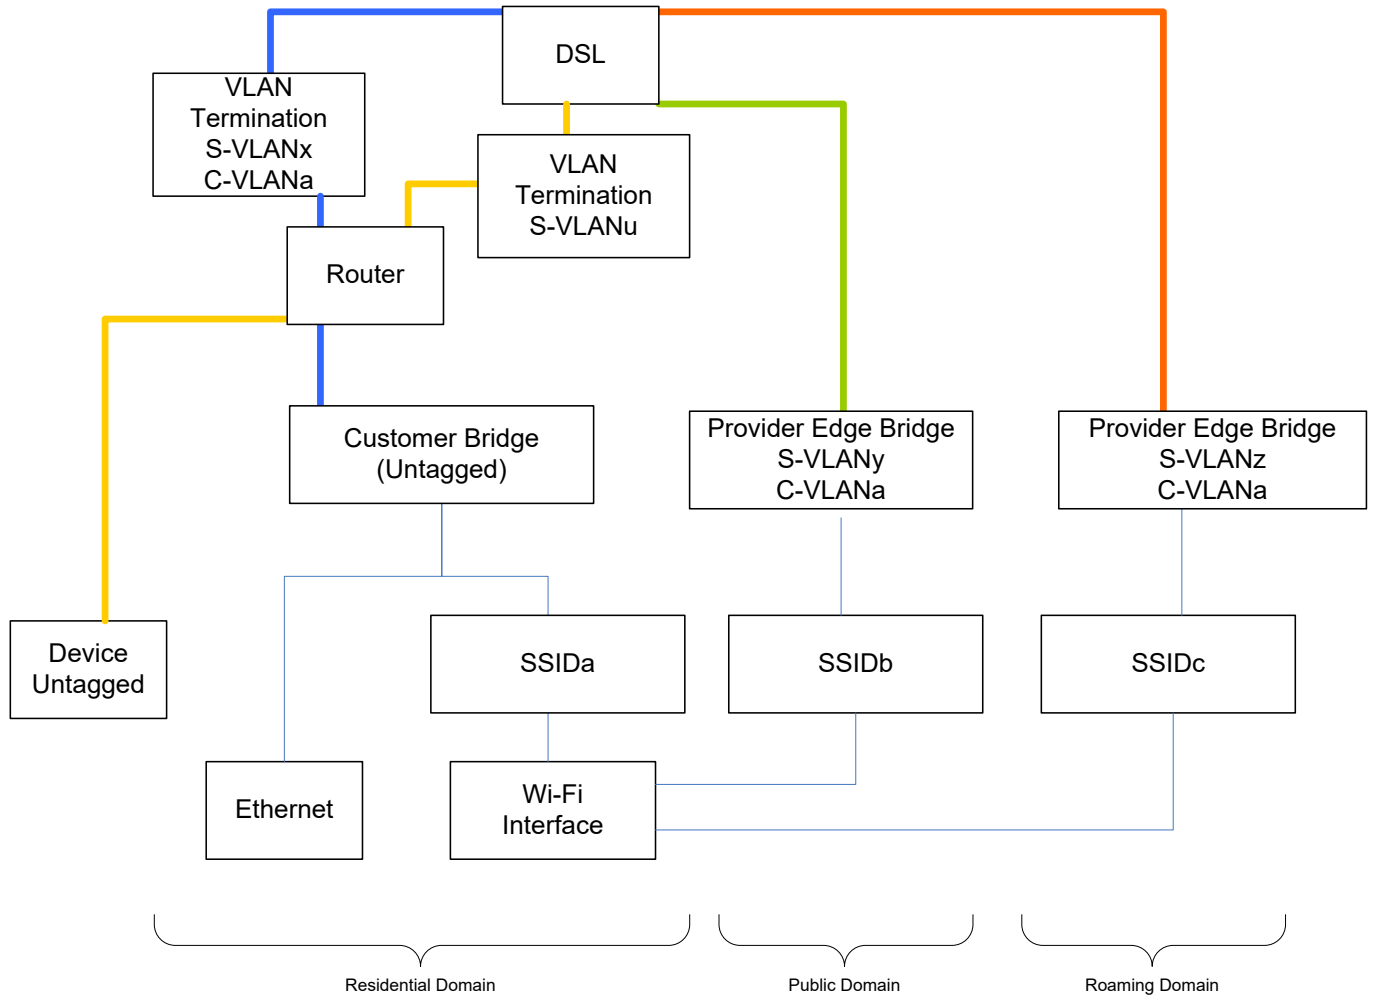 DSL
VLAN
Termination
S-VLANx
C-VLANa
VLAN
Termination
S-VLANu
Router
Customer Bridge
(Untagged)
Provider Edge Bridge
S-VLANy
C-VLANa
Provider Edge Bridge
S-VLANz
C-VLANa
Device
Untagged
SSIDa
SSIDb
SSIDc
Ethernet
Wi-Fi
Interface
Residential Domain
Public Domain
Roaming Domain